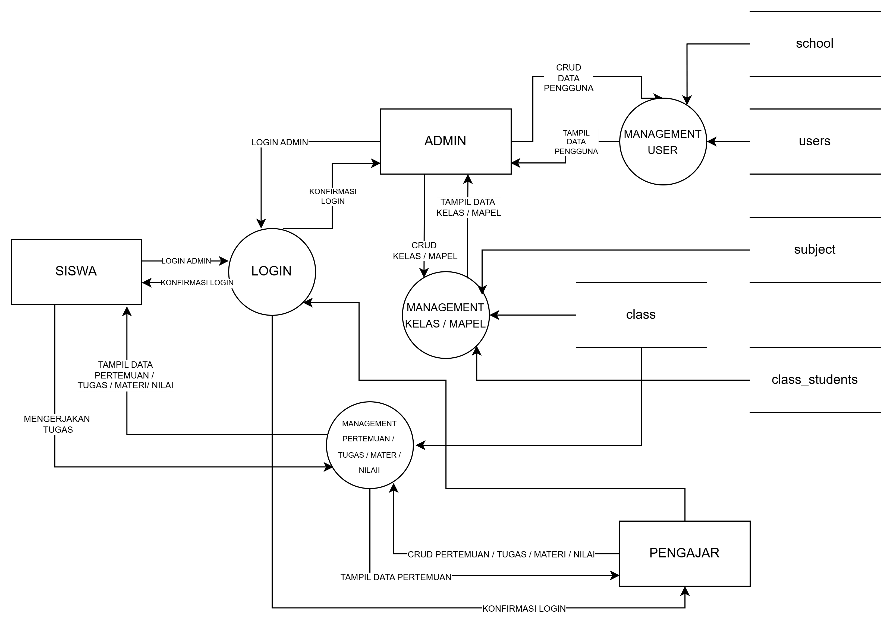 school
CRUD
DATA
PENGGUNA
ADMIN
MANAGEMENT
USER
users
LOGIN ADMIN
TAMPIL
DATA
PENGGUNA
KONFIRMASI
LOGIN
TAMPIL DATA
KELAS / MAPEL
SISWA
LOGIN ADMIN
KONFIRMASI LOGIN
LOGIN
CRUD
KELAS / MAPEL
subject
MANAGEMENT
KELAS / MAPEL
class
TAMPIL DATA
PERTEMUAN /
TUGAS / MATERI/ NILAI
class_students
MENGERJAKAN
TUGAS
MANAGEMENT
PERTEMUAN /
TUGAS / MATER /
NILAII
CRUD PERTEMUAN / TUGAS / MATERI / NILAI
PENGAJAR
TAMPIL DATA PERTEMUAN
KONFIRMASI LOGIN